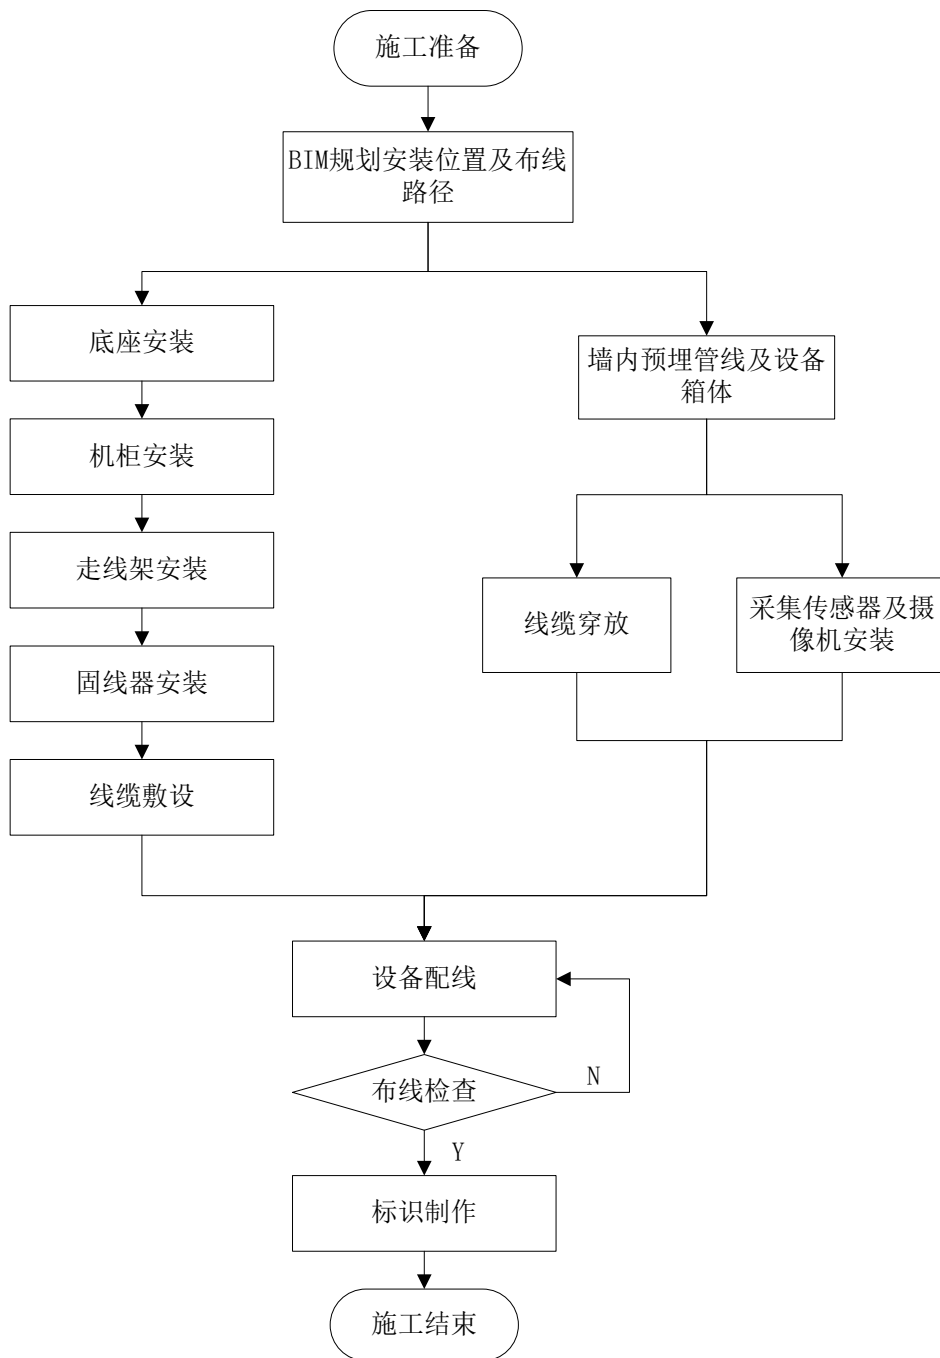 施工准备
BIM规划安装位置及布线
路径
底座安装
机柜安装
走线架安装
固线器安装
线缆敷设
墙内预埋管线及设备
箱体
线缆穿放
采集传感器及摄
像机安装
设备配线
布线检查
N
Y
标识制作
施工结束